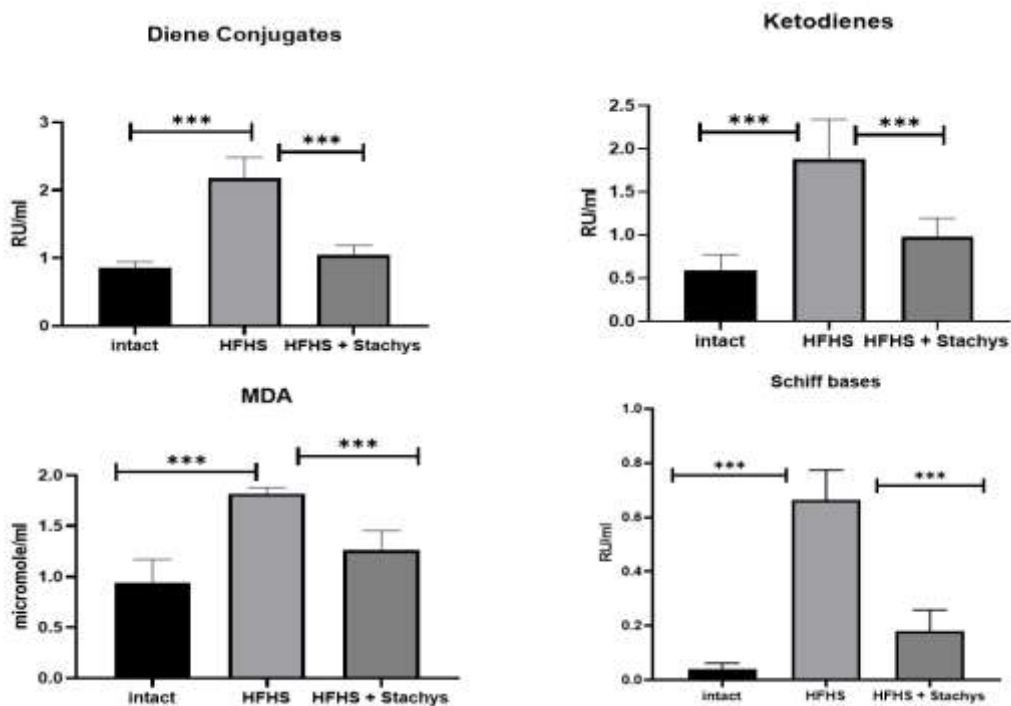 Diene Conjugates
***
***
3
2
1
0
RU/ml
intact HFHS HFHS + Stachys
Ketodienes
***
***
2.5
2.0
1.5
1.0
0.5
0.0
RU/ml
intact HFHS HFHS + Stachys
MDA
***
***
2.0
1.5
1.0
0.5
0.0
micromole/ml
intact HFHS HFHS + Stachys
Schiff bases
***
***
1.0
0.8
0.6
0.4
0.2
0.0
RU/ml
intact HFHS HFHS + Stachys